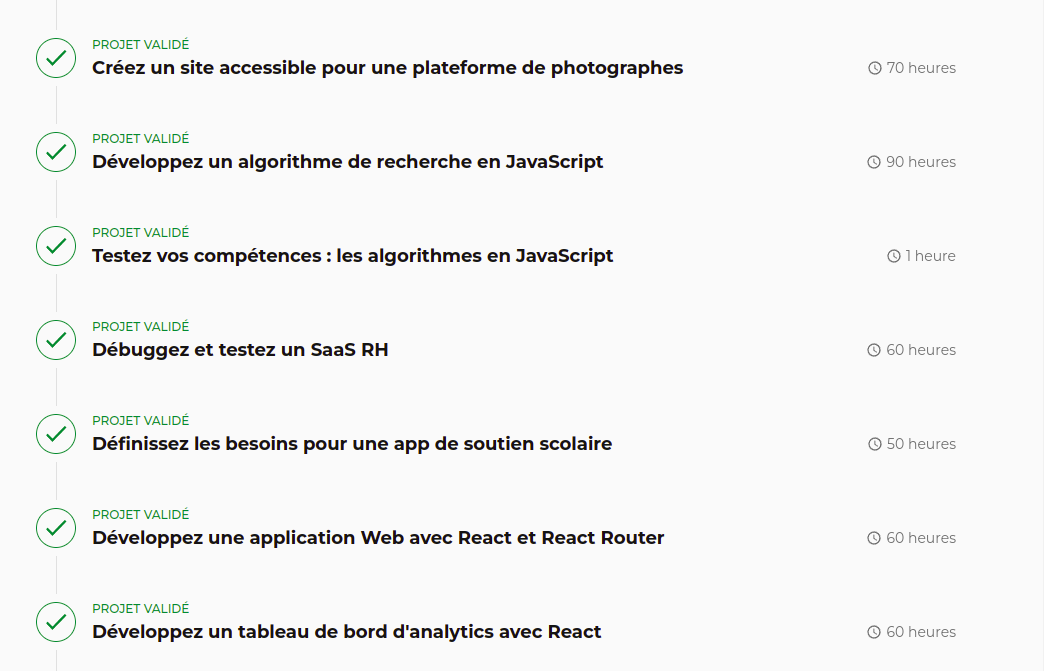 PROJET VALIDÉ
Créez un site accessible pour une plateforme de photographes
70 heures
PROJET VALIDÉ
Développez un algorithme de recherche en JavaScript
90 heures
PROJET VALIDÉ
Testez vos compétences : les algorithmes en JavaScript
1 heure
PROJET VALIDÉ
Débuggez et testez un SaaS RH
60 heures
PROJET VALIDÉ
Définissez les besoins pour une app de soutien scolaire
50 heures
PROJET VALIDÉ
Développez une application Web avec React et React Router
60 heures
PROJET VALIDÉ
Développez un tableau de bord d'analytics avec React
60 heures